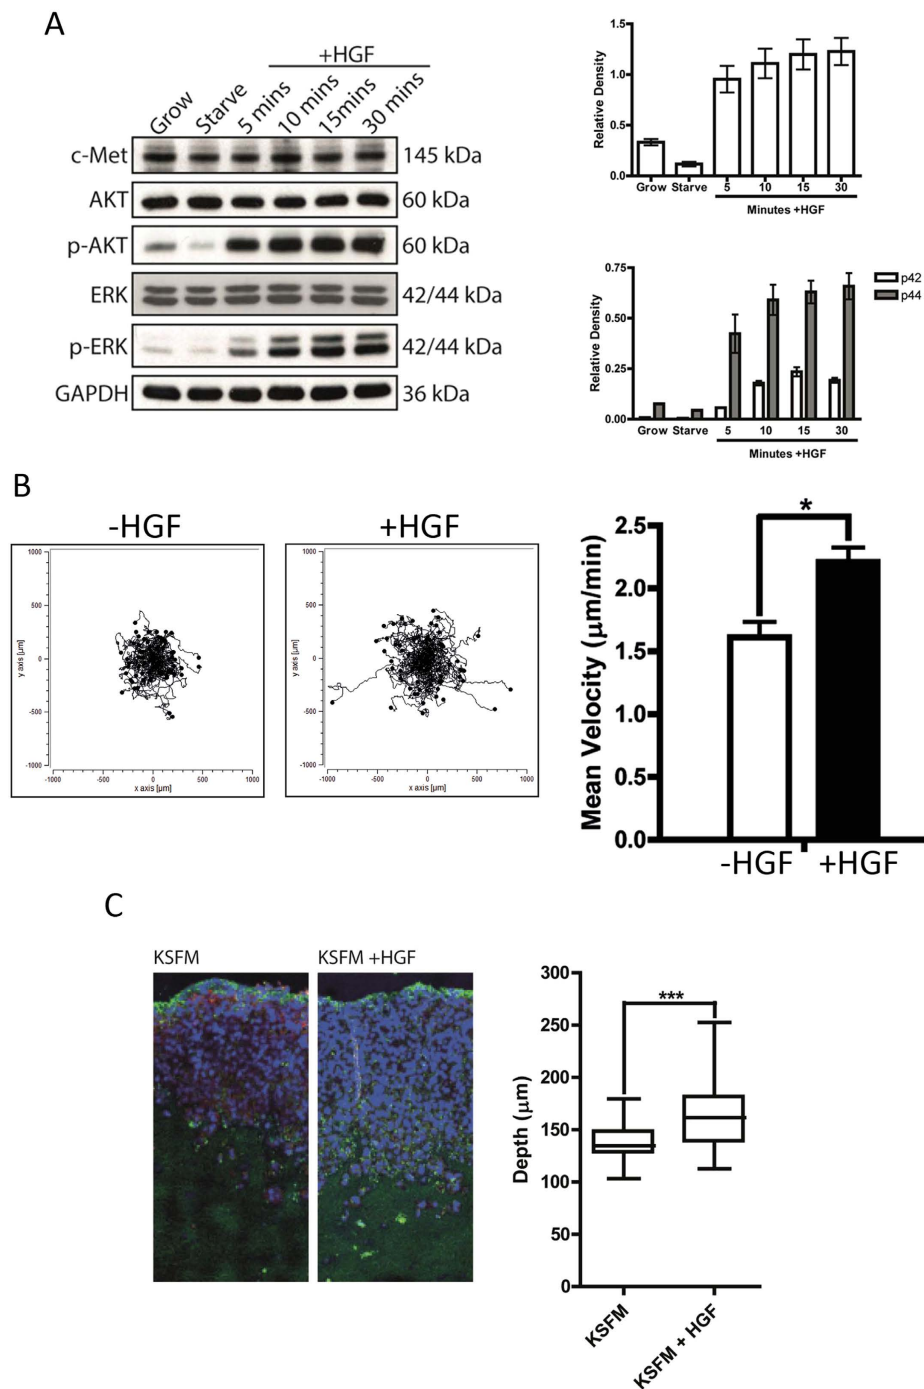 A
+HGF
Grow
Starve
5 mins
10 mins
15mins
30 mins
c-Met 145 kDa
AKT 60 kDa
p-AKT 60 kDa
ERK 42/44 kDa
p-ERK 42/44 kDa
GAPDH 36 kDa
Relative Density
1.5
1.0
0.5
0.0
Grow Starve 5 10 15 30
Minutes +HGF
Relative Density
0.75
0.50
0.25
0.00
p42
p44
Grow Starve 5 10 15 30
Minutes +HGF
B
-HGF
y axis [µm]
1000
500
0
-500
-1000
-1000 -500 0 500 1000
x axis [µm]
+HGF
y axis [µm]
1000
500
0
-500
-1000
-1000 -500 0 500 1000
x axis [µm]
Mean Velocity (µm/min)
2.5
2.0
1.5
1.0
0.5
0.0
*
-HGF +HGF
C
KSFM
KSFM +HGF
Depth (µm)
300
250
200
150
100
50
0
***
KSFM
KSFM + HGF